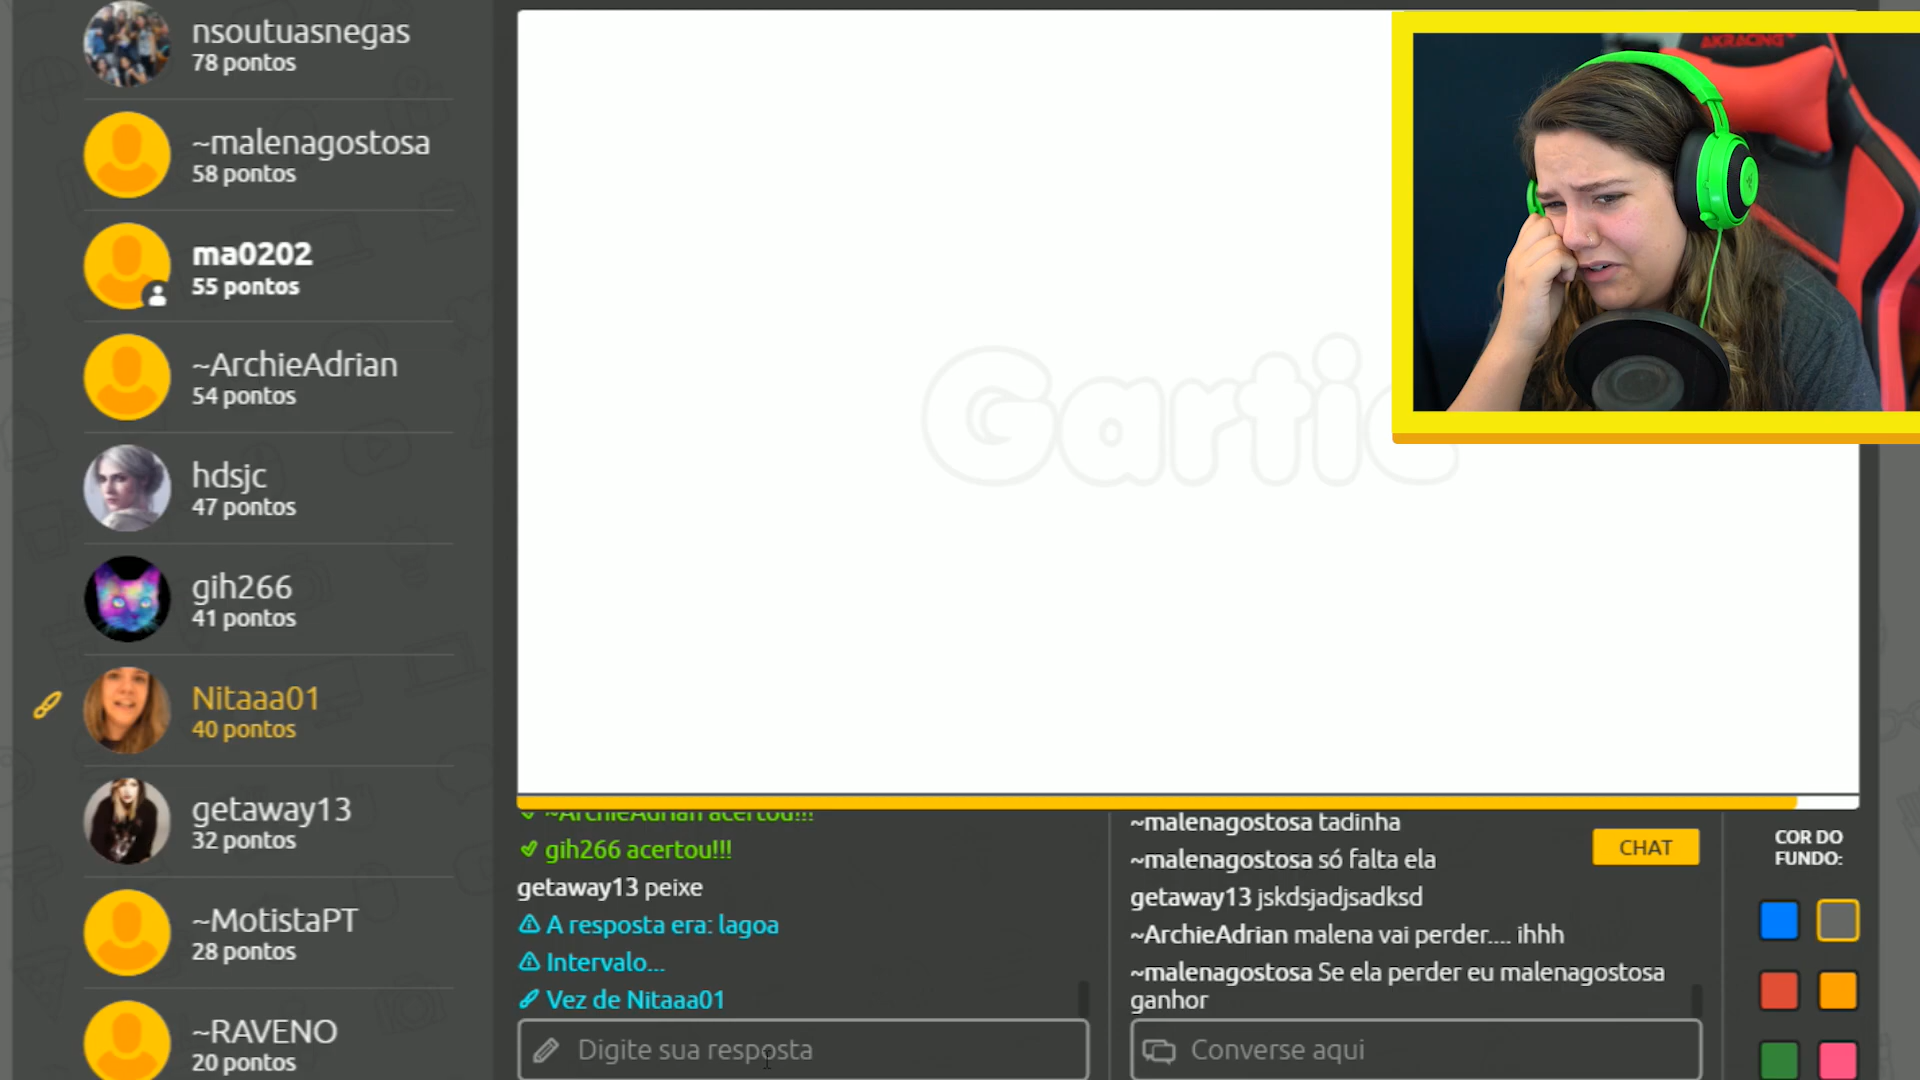 nsoutuasnegas
78 pontos
~malenagostosa
58 pontos
ma0202
55 pontos
~ArchieAdrian
54 pontos
hdsjc
47 pontos
gih266
41 pontos
Nitaaa01
40 pontos
getaway13
32 pontos
~MotistaPT
28 pontos
~RAVENO
20 pontos
Gartic
AKRACING
~ArchieAdrian acertou!!!
gih266 acertou!!!
getaway13 peixe
A resposta era: lagoa
Intervalo...
Vez de Nitaaa01
Digite sua resposta
~malenagostosa tadinha
~malenagostosa só falta ela
getaway13 jskdsjadjsadksd
~ArchieAdrian malena vai perder.... ihhh
~malenagostosa Se ela perder eu malenagostosa
ganhor
Converse aqui
CHAT
COR DO
FUNDO: